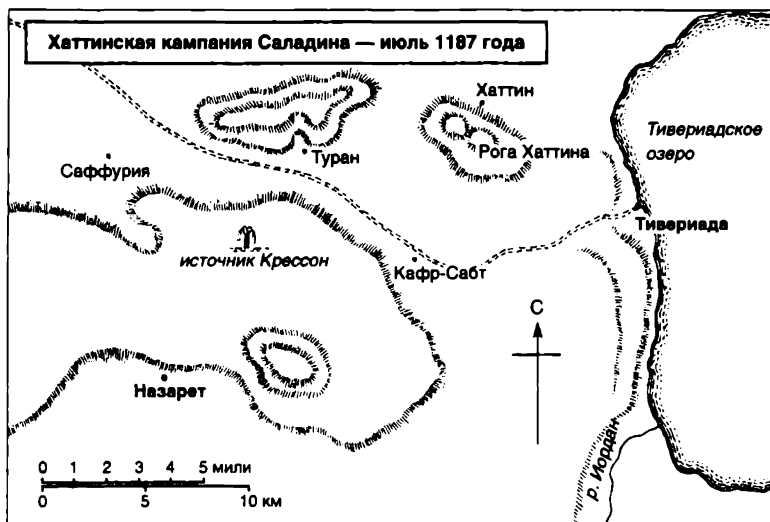 Хаттинская кампания Саладина — июль 1187 года
Хаттин
Рога Хаттина
Тивериадское
озеро
Туран
Саффурия
Тивериада
источник Крессон
Кафр-Сабт
С
Назарет
р. Иордан
0 1 2 3 4 5 мили
0 5 10 км